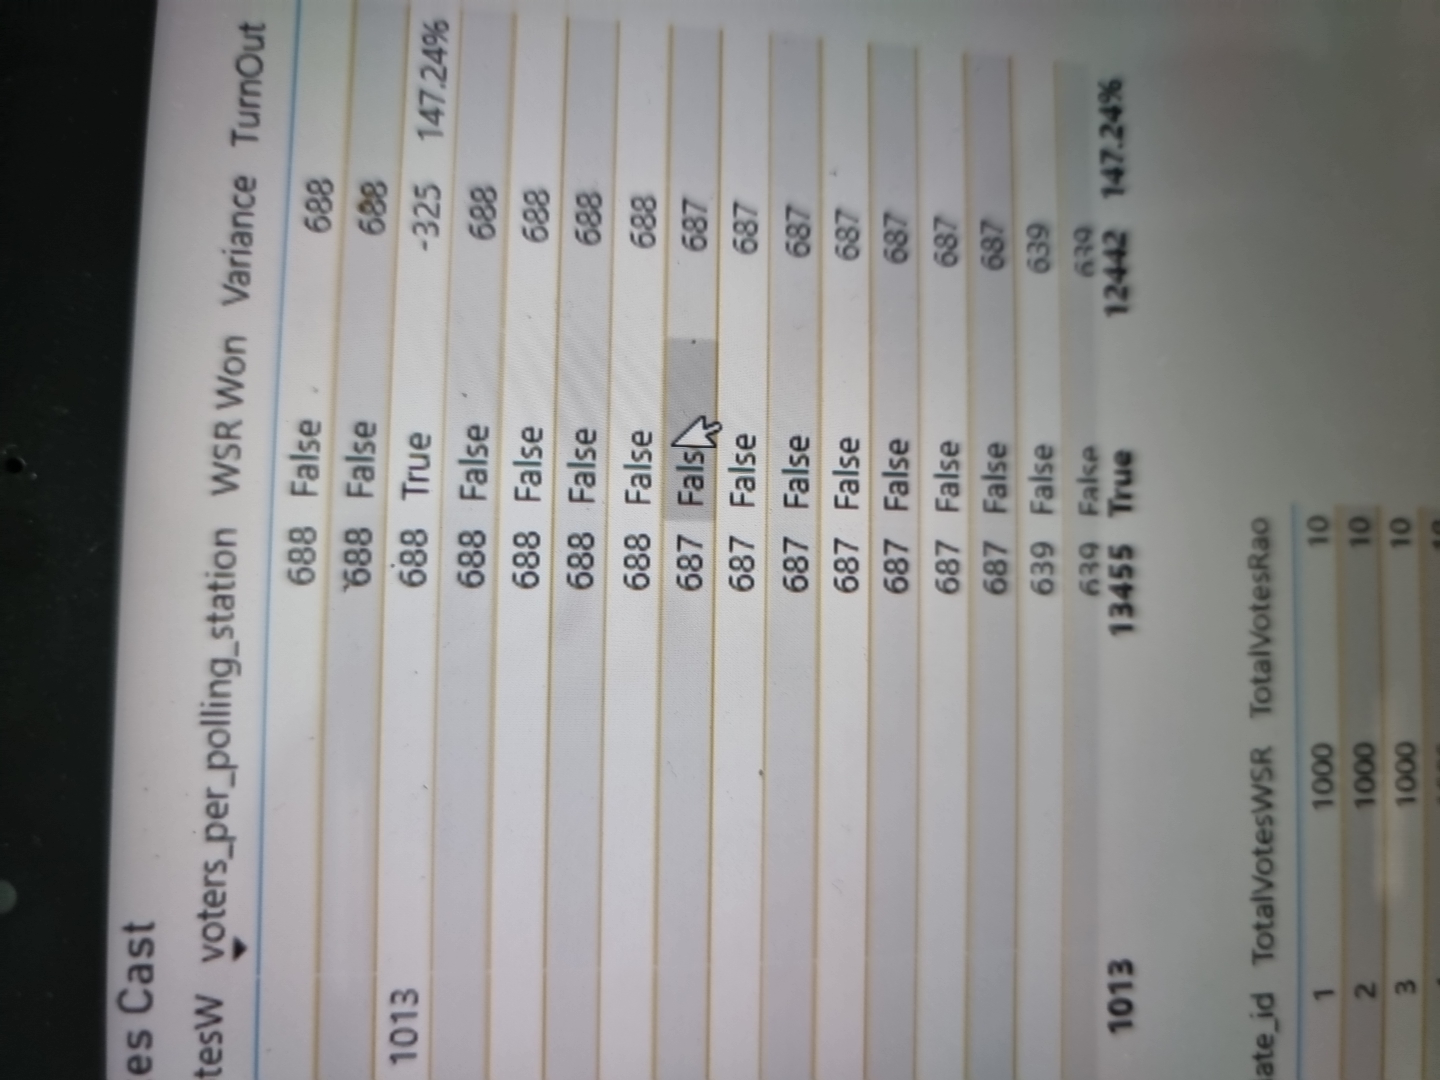 es Cast
tesW voters_per_polling_station WSR Won Variance TurnOut
688 False 688
688 False 688
1013 688 True -325 147.24%
688 False 688
688 False 688
688 False 688
688 False 688
687 Fals 687
687 False 687
687 False 687
687 False 687
687 False 687
687 False 687
687 False 687
639 False 639
639 False 639
1013 13455 True 12442 147.24%
ate_id TotalVotesWSR TotalVotesRao
1 1000 10
2 1000 10
3 1000 10